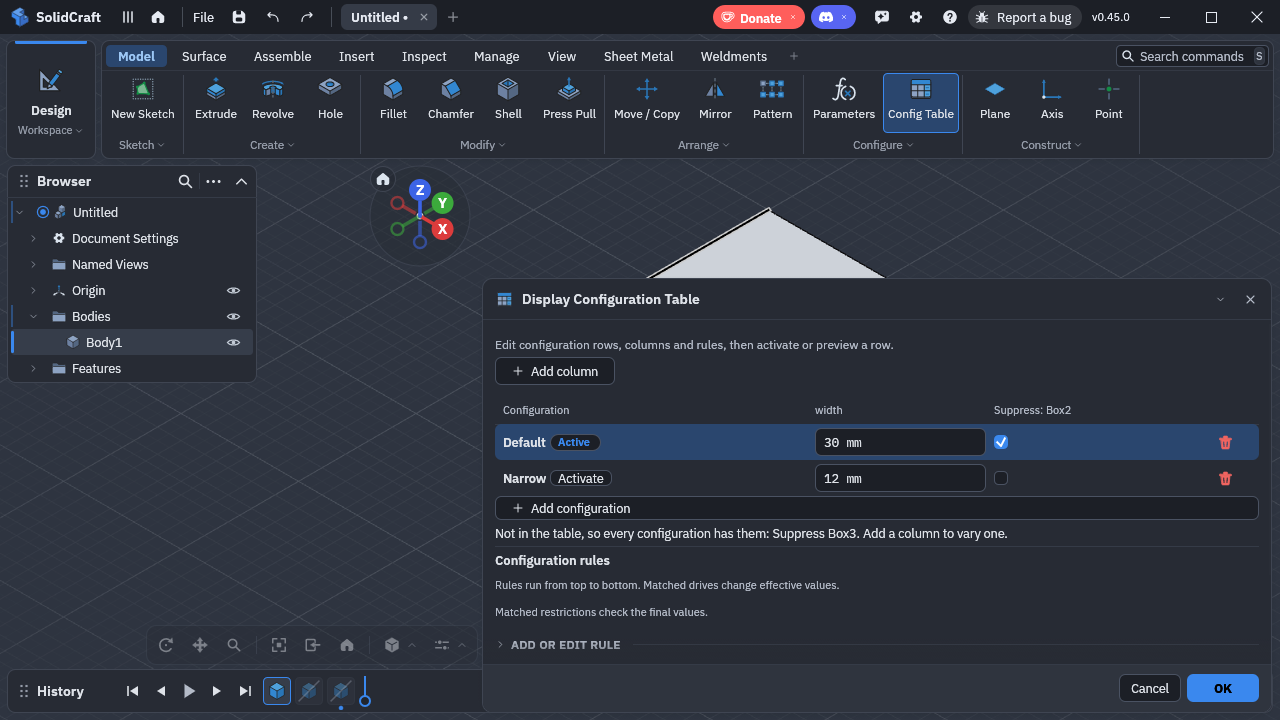 SolidCraft
File
Untitled •
Donate
Report a bug
v0.45.0
Design
Workspace
Model
Surface
Assemble
Insert
Inspect
Manage
View
Sheet Metal
Weldments
Search commands
S
New Sketch
Extrude
Revolve
Hole
Fillet
Chamfer
Shell
Press Pull
Move / Copy
Mirror
Pattern
Parameters
Config Table
Plane
Axis
Point
Sketch
Create
Modify
Arrange
Configure
Construct
Browser
Untitled
Document Settings
Named Views
Origin
Bodies
Body1
Features
Z
Y
X
Display Configuration Table
Edit configuration rows, columns and rules, then activate or preview a row.
Add column
Configuration
width
Suppress: Box2
Default Active
30 mm
Narrow Activate
12 mm
Add configuration
Not in the table, so every configuration has them: Suppress Box3. Add a column to vary one.
Configuration rules
Rules run from top to bottom. Matched drives change effective values.
Matched restrictions check the final values.
ADD OR EDIT RULE
Cancel
OK
History